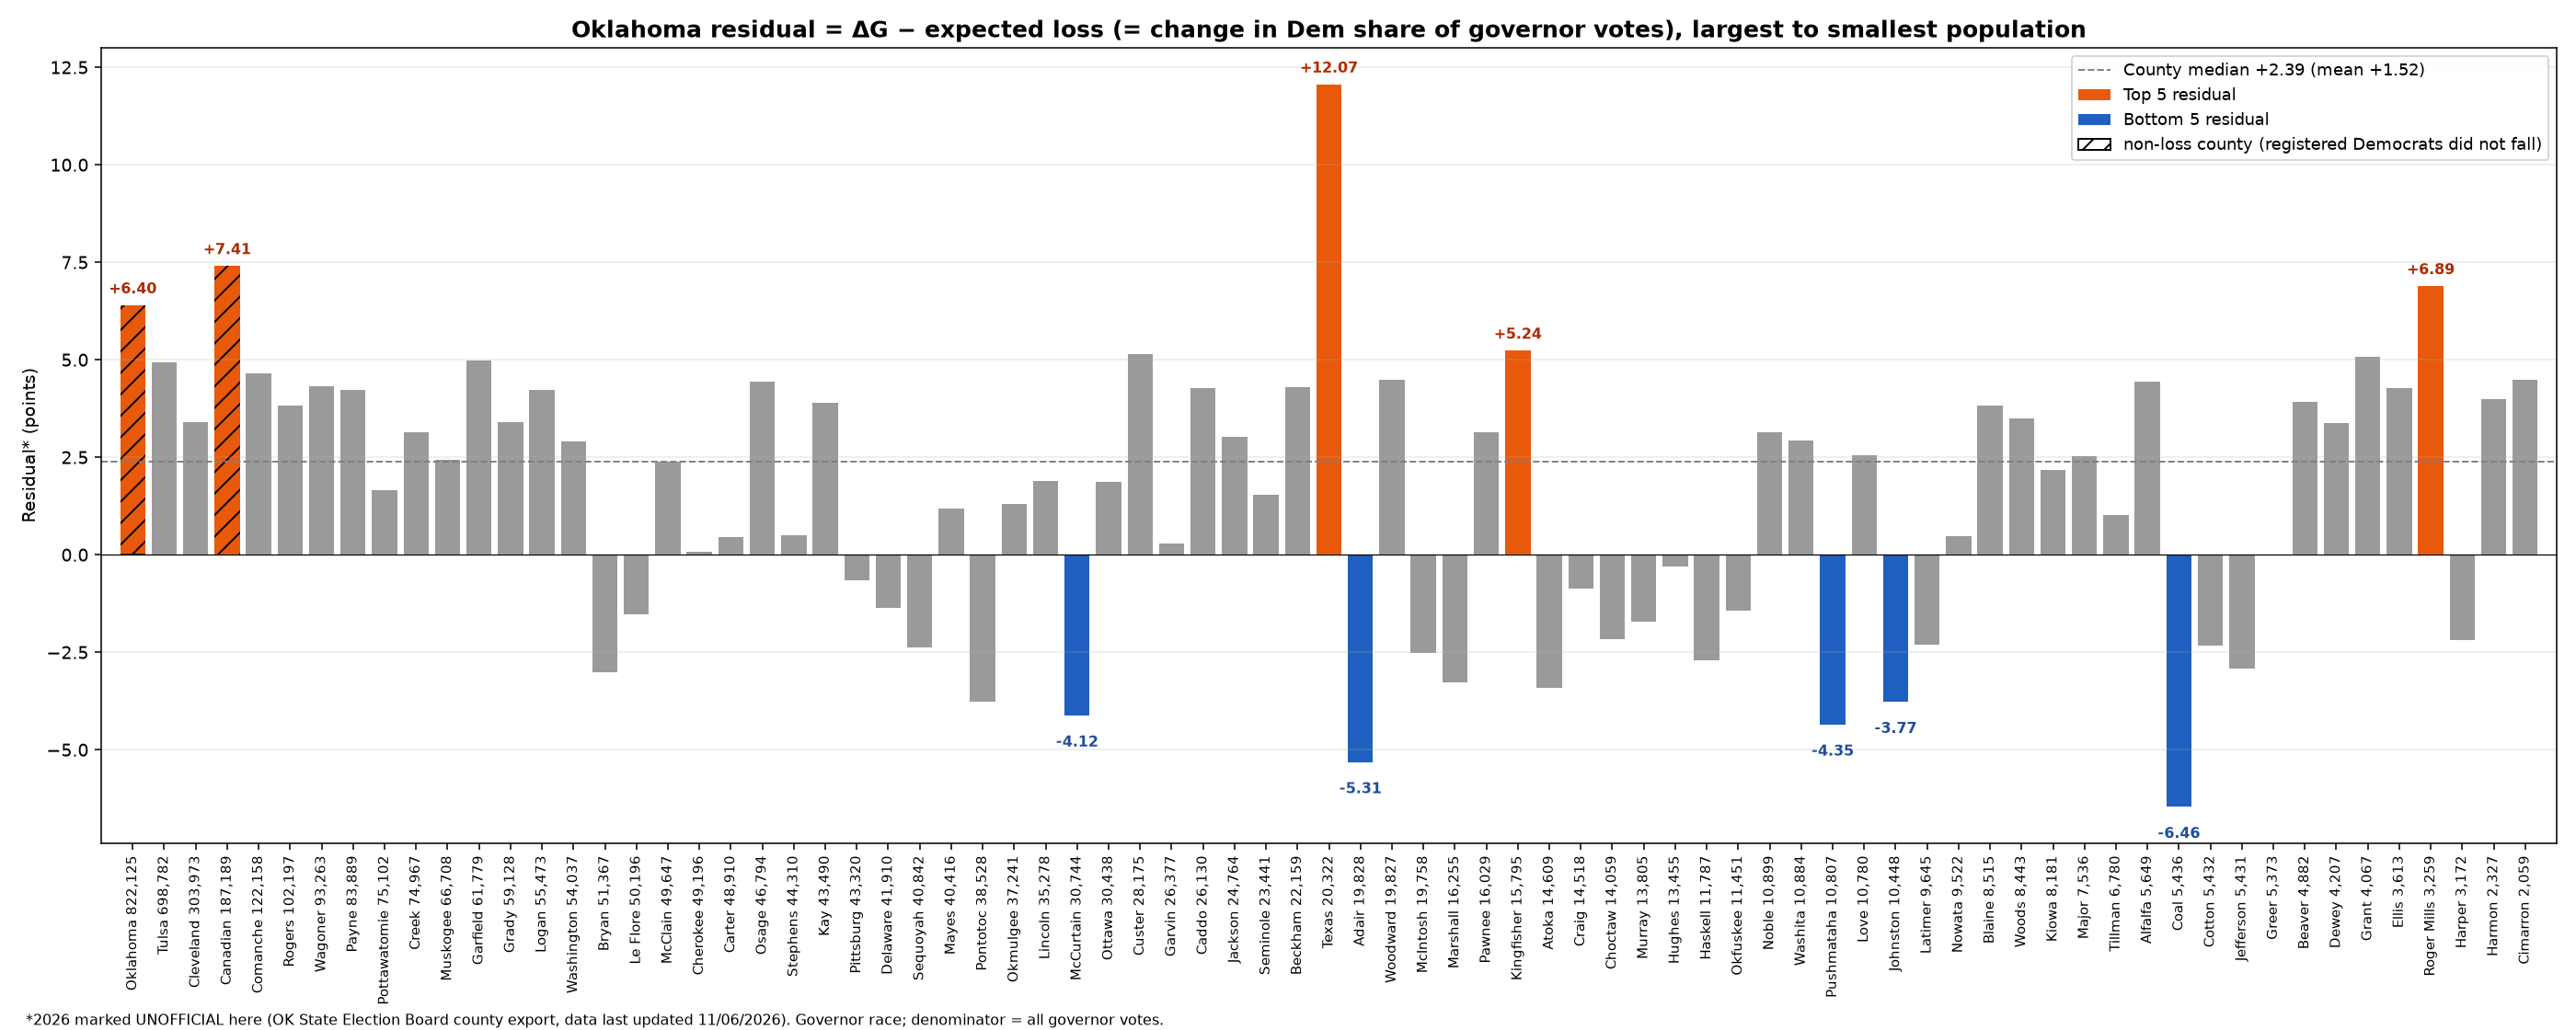 Oklahoma residual = ΔG − expected loss (= change in Dem share of governor votes), largest to smallest population
Residual* (points)
12.5
10.0
7.5
5.0
2.5
0.0
−2.5
−5.0
County median +2.39 (mean +1.52)
Top 5 residual
Bottom 5 residual
non-loss county (registered Democrats did not fall)
+6.40
+7.41
-4.12
+12.07
-5.31
+5.24
-4.35
-3.77
-6.46
+6.89
Oklahoma 822,125
Tulsa 698,782
Cleveland 303,973
Canadian 187,189
Comanche 122,158
Rogers 102,197
Wagoner 93,263
Payne 83,889
Pottawatomie 75,102
Creek 74,967
Muskogee 66,708
Garfield 61,779
Grady 59,128
Logan 55,473
Washington 54,037
Bryan 51,367
Le Flore 50,196
McClain 49,647
Cherokee 49,196
Carter 48,910
Osage 46,794
Stephens 44,310
Kay 43,490
Pittsburg 43,320
Delaware 41,910
Sequoyah 40,842
Mayes 40,416
Pontotoc 38,528
Okmulgee 37,241
Lincoln 35,278
McCurtain 30,744
Ottawa 30,438
Custer 28,175
Garvin 26,377
Caddo 26,130
Jackson 24,764
Seminole 23,441
Beckham 22,159
Texas 20,322
Adair 19,828
Woodward 19,827
McIntosh 19,758
Marshall 16,255
Pawnee 16,029
Kingfisher 15,795
Atoka 14,609
Craig 14,518
Choctaw 14,059
Murray 13,805
Hughes 13,455
Haskell 11,787
Okfuskee 11,451
Noble 10,899
Washita 10,884
Pushmataha 10,807
Love 10,780
Johnston 10,448
Latimer 9,645
Nowata 9,522
Blaine 8,515
Woods 8,443
Kiowa 8,181
Major 7,536
Tillman 6,780
Alfalfa 5,649
Coal 5,436
Cotton 5,432
Jefferson 5,431
Greer 5,373
Beaver 4,882
Dewey 4,207
Grant 4,067
Ellis 3,613
Roger Mills 3,259
Harper 3,172
Harmon 2,327
Cimarron 2,059
*2026 marked UNOFFICIAL here (OK State Election Board county export, data last updated 11/06/2026). Governor race; denominator = all governor votes.